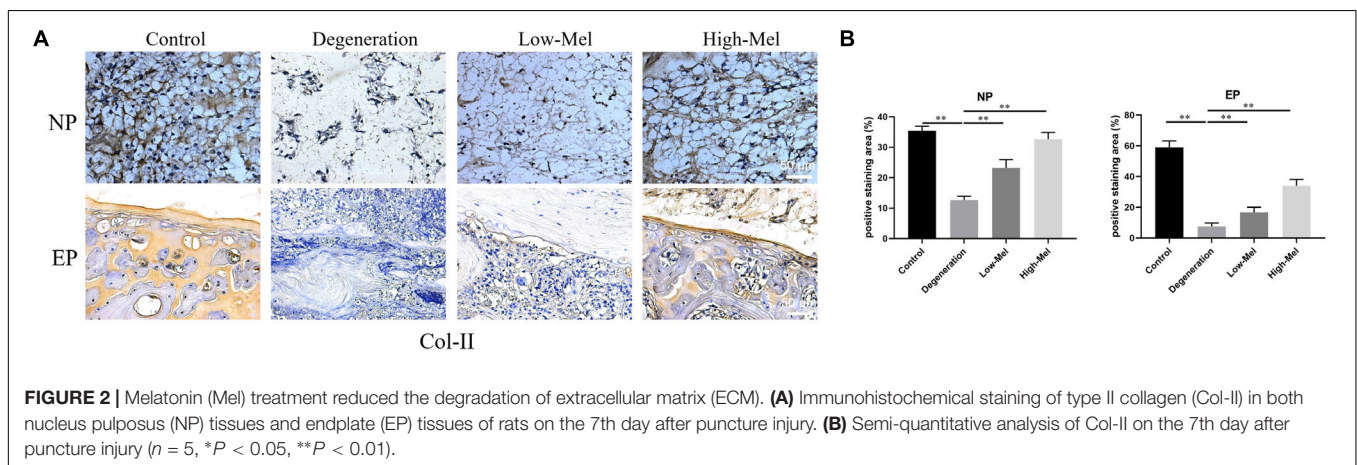 A
Control Degeneration Low-Mel High-Mel
NP
EP
Col-II
B
NP
positive staining area (%)
40
30
20
10
0
** ** **
Control Degeneration Low-Mel High-Mel
EP
positive staining area (%)
80
60
40
20
0
** ** **
Control Degeneration Low-Mel High-Mel
FIGURE 2 | Melatonin (Mel) treatment reduced the degradation of extracellular matrix (ECM). (A) Immunohistochemical staining of type II collagen (Col-II) in both
nucleus pulposus (NP) tissues and endplate (EP) tissues of rats on the 7th day after puncture injury. (B) Semi-quantitative analysis of Col-II on the 7th day after
puncture injury (n = 5, *P < 0.05, **P < 0.01).